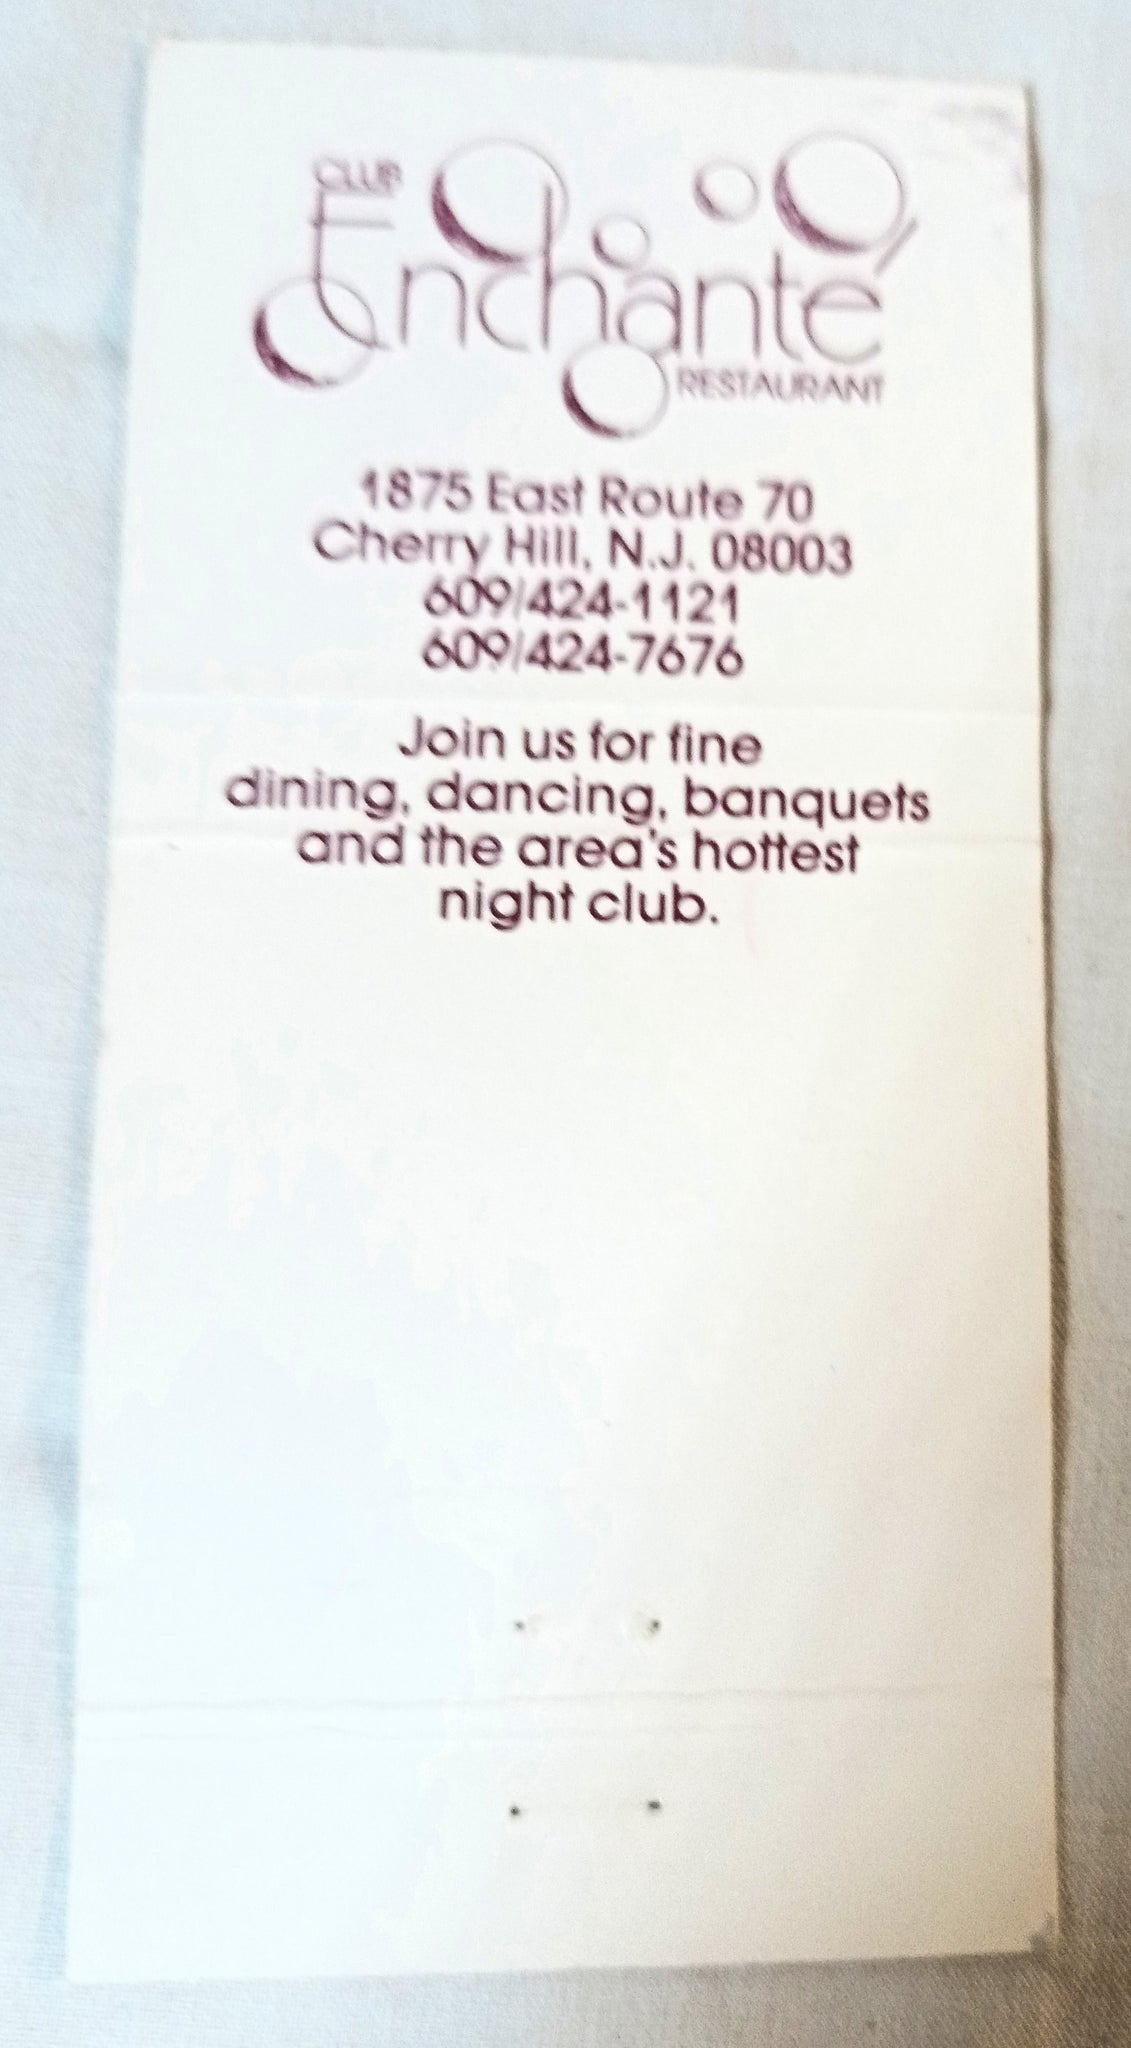 CLUB
Enchanté
RESTAURANT
1875 East Route 70
Cherry Hill, N.J. 08003
609/424-1121
609/424-7676
Join us for fine
dining, dancing, banquets
and the area's hottest
night club.